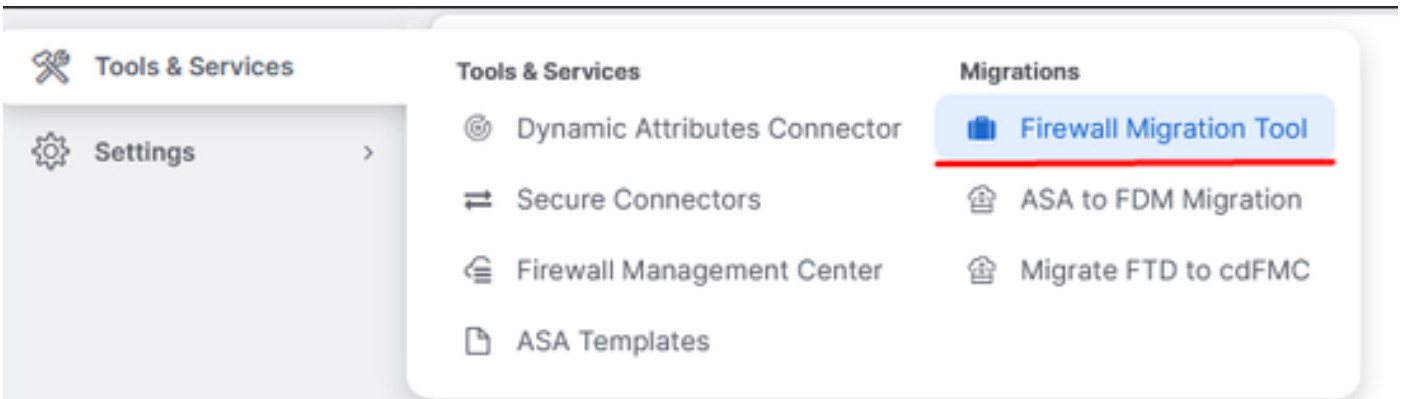 Tools & Services
Settings
Tools & Services
Dynamic Attributes Connector
Secure Connectors
Firewall Management Center
ASA Templates
Migrations
Firewall Migration Tool
ASA to FDM Migration
Migrate FTD to cdFMC